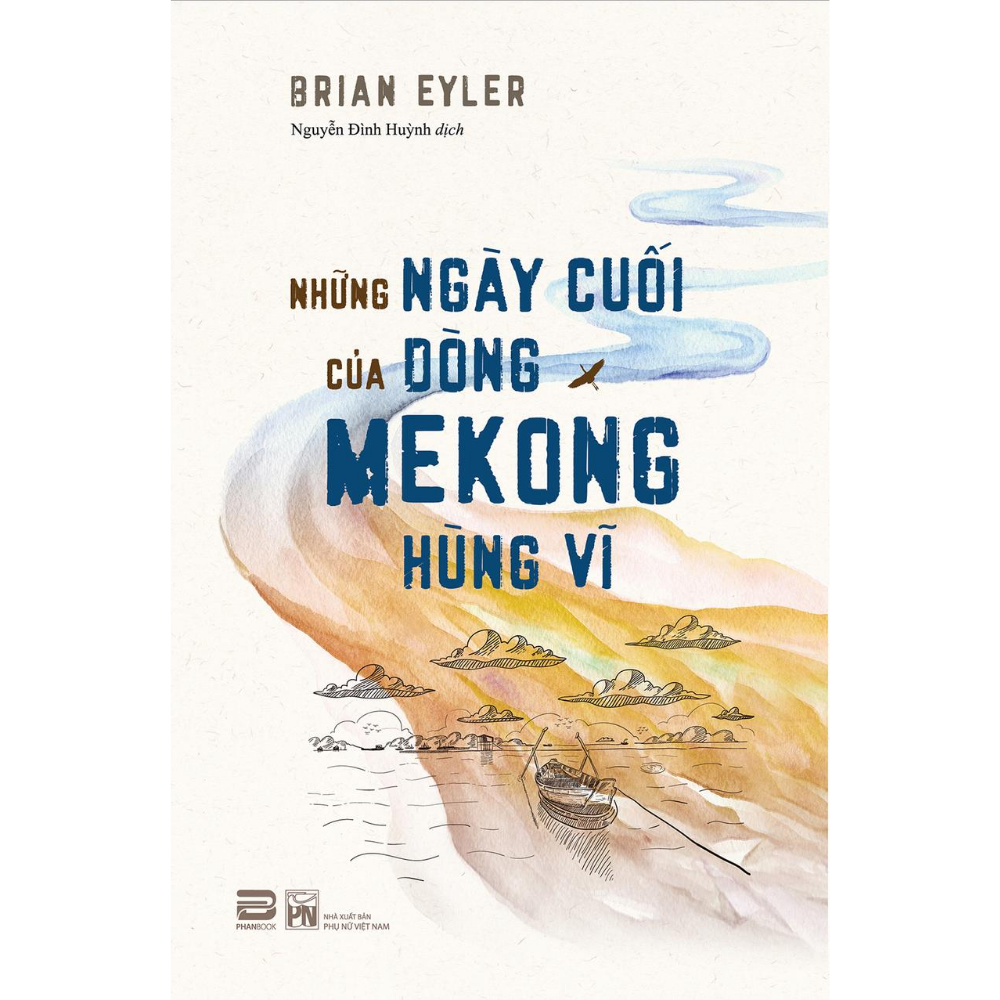 BRIAN EYLER
Nguyễn Đình Huỳnh dịch
NHỮNG NGÀY CUỐI
CỦA DÒNG
MEKONG
HÙNG VĨ
PHANBOOK
PN
NHÀ XUẤT BẢN
PHỤ NỮ VIỆT NAM